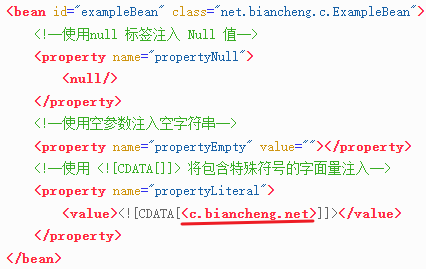 <bean id="exampleBean" class="net.biancheng.c.ExampleBean">
<!--使用null 标签注入 Null 值-->
<property name="propertyNull">
<null/>
</property>
<!--使用空参数注入空字符串-->
<property name="propertyEmpty" value=""></property>
<!--使用 <![CDATA[]]> 将包含特殊符号的字面量注入-->
<property name="propertyLiteral">
<value><![CDATA[<c.biancheng.net>]]></value>
</property>
</bean>